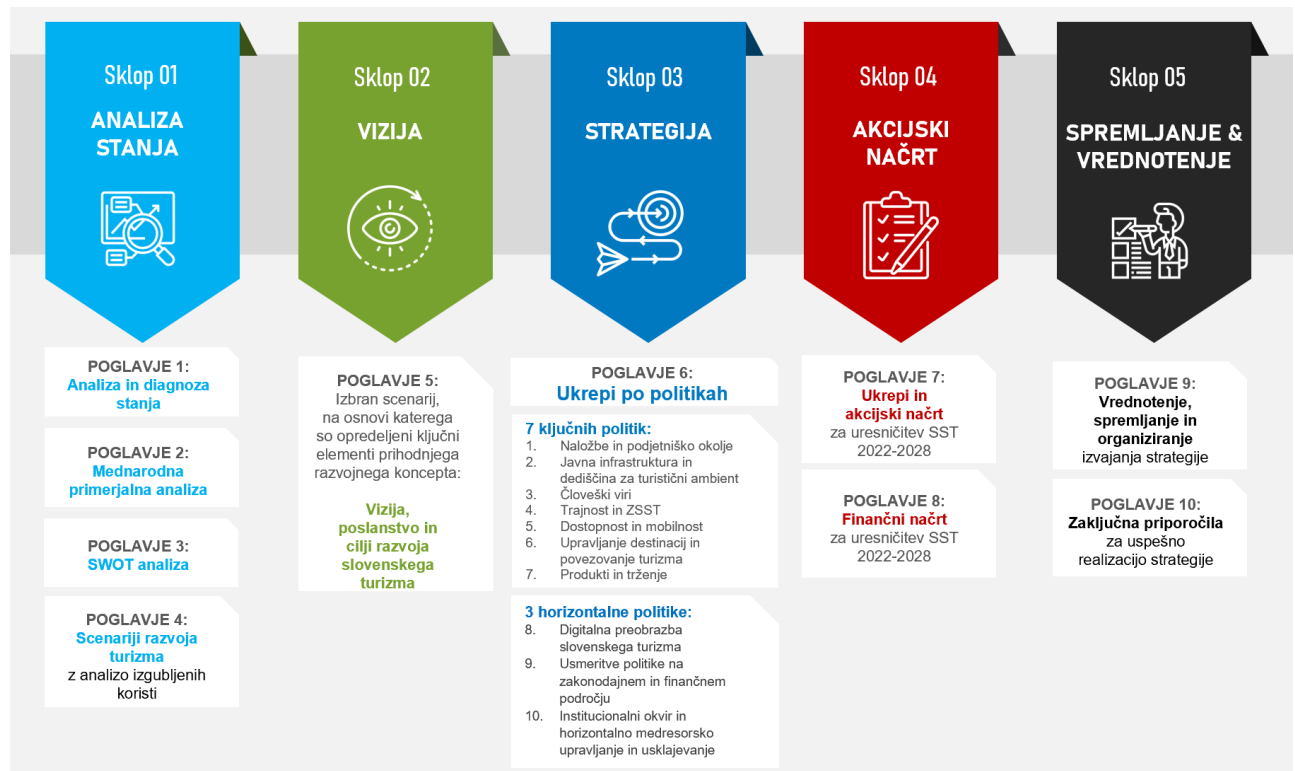 Sklop 01
ANALIZA
STANJA
POGLAVJE 1:
Analiza in diagnoza
stanja
POGLAVJE 2:
Mednarodna
primerjalna analiza
POGLAVJE 3:
SWOT analiza
POGLAVJE 4:
Scenariji razvoja
turizma
z analizo izgubljenih
koristi
Sklop 02
VIZIJA
POGLAVJE 5:
Izbran scenarij,
na osnovi katerega
so opredeljeni ključni
elementi prihodnjega
razvojnega koncepta:
Vizija,
poslanstvo in
cilji razvoja
slovenskega
turizma
Sklop 03
STRATEGIJA
POGLAVJE 6:
Ukrepi po politikah
7 ključnih politik:
1. Naložbe in podjetniško okolje
2. Javna infrastruktura in
dediščina za turistični ambient
3. Človeški viri
4. Trajnost in ZSST
5. Dostopnost in mobilnost
6. Upravljanje destinacij in
povezovanje turizma
7. Produkti in trženje
3 horizontalne politike:
8. Digitalna preobrazba
slovenskega turizma
9. Usmeritve politike na
zakonodajnem in finančnem
področju
10. Institucionalni okvir in
horizontalno medresorsko
upravljanje in usklajevanje
Sklop 04
AKCIJSKI
NAČRT
POGLAVJE 7:
Ukrepi in
akcijski načrt
za uresničitev SST
2022-2028
POGLAVJE 8:
Finančni načrt
za uresničitev SST
2022-2028
Sklop 05
SPREMLJANJE &
VREDNOTENJE
POGLAVJE 9:
Vrednotenje,
spremljanje in
organiziranje
izvajanja strategije
POGLAVJE 10:
Zaključna priporočila
za uspešno
realizacijo strategije